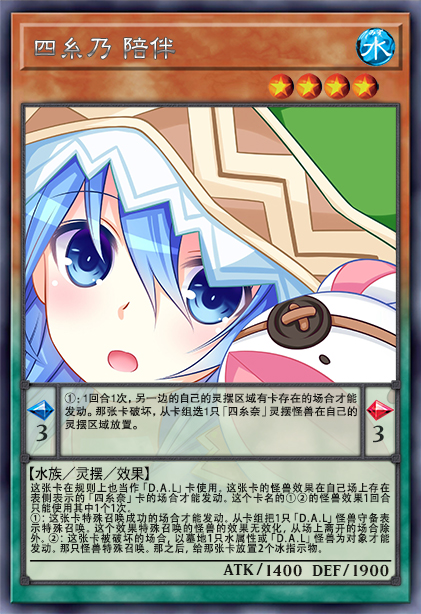 四糸乃 陪伴
水
①：1回合1次，另一边的自己的灵摆区域有卡存在的场合才能
发动。那张卡破坏，从卡组选1只「四糸奈」灵摆怪兽在自己的
灵摆区域放置。
3
3
【水族／灵摆／效果】
这张卡在规则上也当作「D.A.L」卡使用。这张卡的怪兽效果在自己场上存在
表侧表示的「四糸奈」卡的场合才能发动。这个卡名的①②的怪兽效果1回合
只能使用其中1个1次。
①：这张卡特殊召唤成功的场合才能发动。从卡组把1只「D.A.L」怪兽守备表
示特殊召唤。这个效果特殊召唤的怪兽的效果无效化，从场上离开的场合除
外。②：这张卡被破坏的场合，以墓地1只水属性或「D.A.L」怪兽为对象才能
发动。那只怪兽特殊召唤。那之后，给那张卡放置2个冰指示物。
ATK/1400 DEF/1900